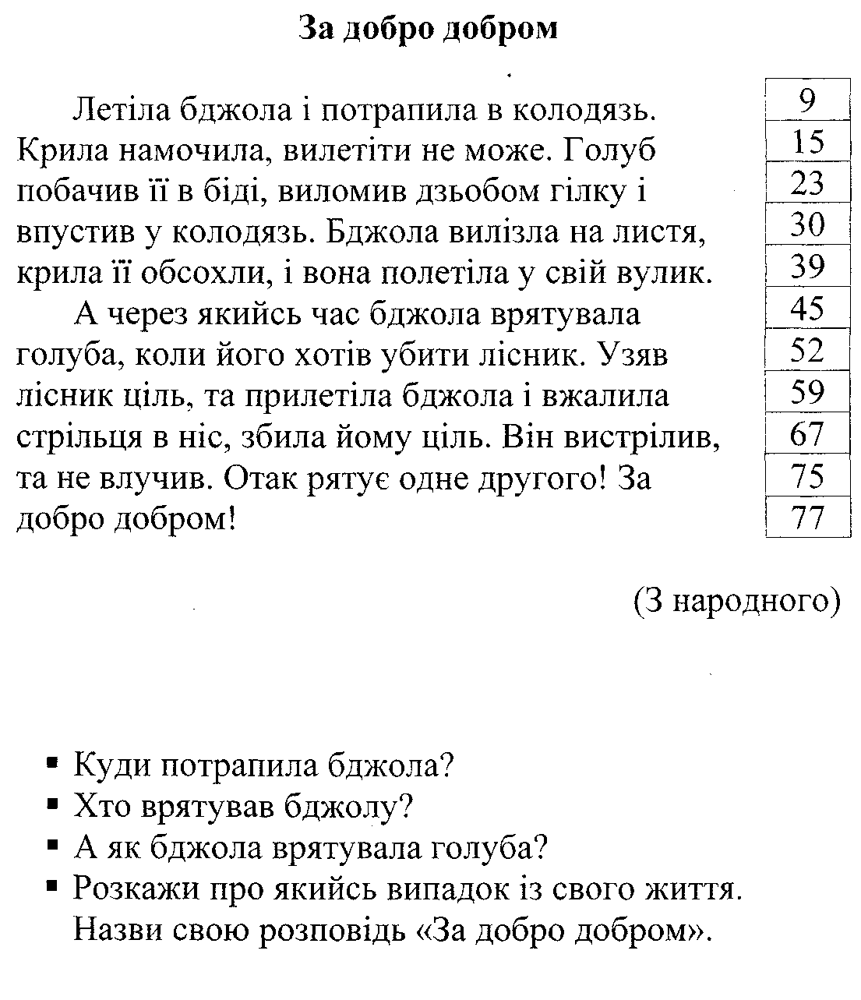 За добро добром
Летіла бджола і потрапила в колодязь. 9
Крила намочила, вилетіти не може. Голуб 15
побачив її в біді, виломив дзьобом гілку і 23
впустив у колодязь. Бджола вилізла на листя, 30
крила її обсохли, і вона полетіла у свій вулик. 39
А через якийсь час бджола врятувала 45
голуба, коли його хотів убити лісник. Узяв 52
лісник ціль, та прилетіла бджола і вжалила 59
стрільця в ніс, збила йому ціль. Він вистрілив, 67
та не влучив. Отак рятує одне другого! За 75
добро добром! 77
(З народного)
▪ Куди потрапила бджола?
▪ Хто врятував бджолу?
▪ А як бджола врятувала голуба?
▪ Розкажи про якийсь випадок із свого життя.
Назви свою розповідь «За добро добром».